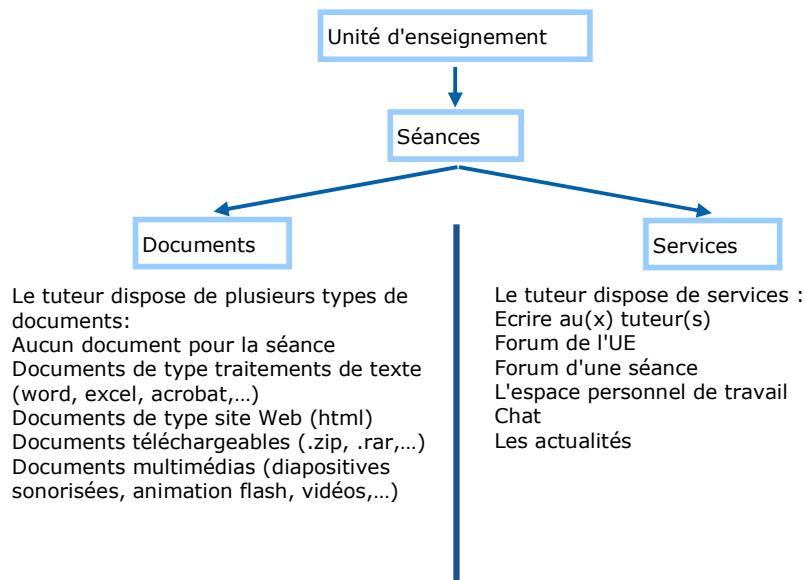 Unité d'enseignement
Séances
Documents
Le tuteur dispose de plusieurs types de
documents:
Aucun document pour la séance
Documents de type traitements de texte
(word, excel, acrobat,…)
Documents de type site Web (html)
Documents téléchargeables (.zip, .rar,…)
Documents multimédias (diapositives
sonorisées, animation flash, vidéos,…)
Services
Le tuteur dispose de services :
Ecrire au(x) tuteur(s)
Forum de l'UE
Forum d'une séance
L'espace personnel de travail
Chat
Les actualités